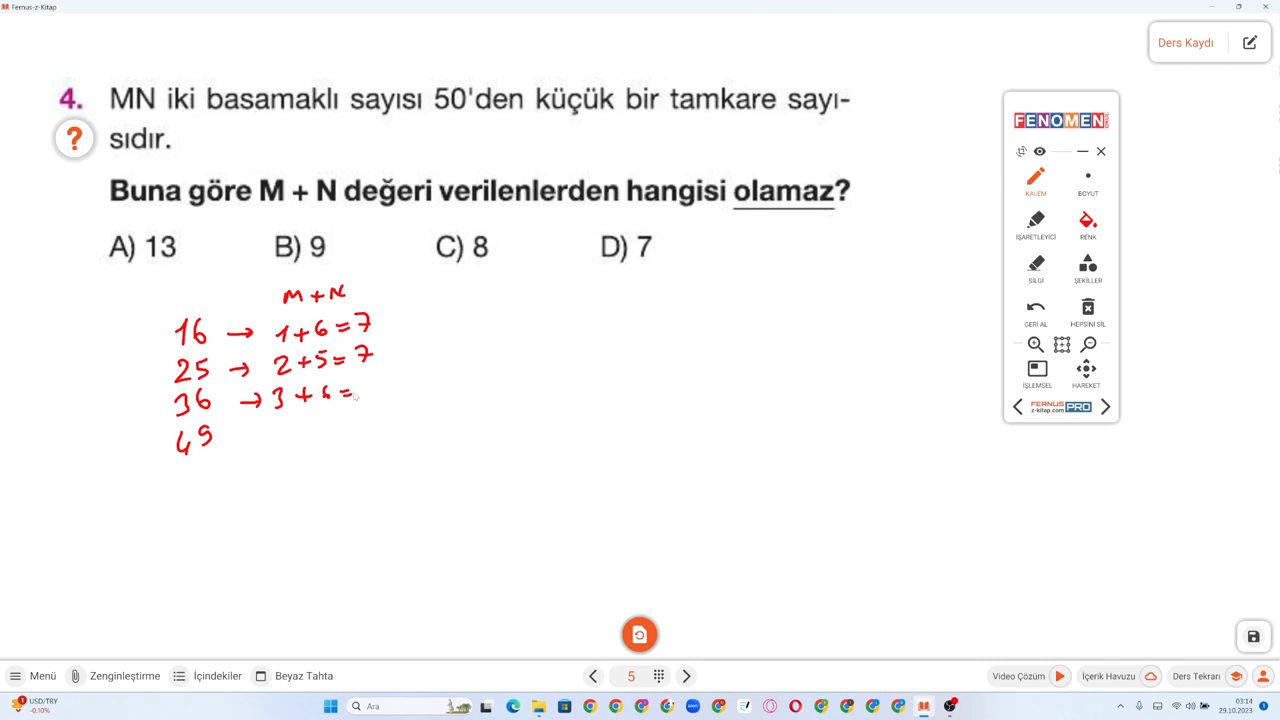 Fernus-z-Kitap
Ders Kaydı
4. MN iki basamaklı sayısı 50'den küçük bir tamkare sayı-
?
sıdır.
Buna göre M + N değeri verilenlerden hangisi olamaz?
A) 13 B) 9 C) 8 D) 7
M + N
16 → 1 + 6 = 7
25 → 2 + 5 = 7
36 → 3 + 6 =
49
FENOMEN
KALEM BOYUT
İŞARETLEYİCİ RENK
SİLGİ ŞEKİLLER
GERİ AL HEPSİNİ SİL
İŞLEMSEL HAREKET
FERNUS
z-kitap.com PRO
Menü Zenginleştirme İçindekiler Beyaz Tahta 5 Video Çözüm İçerik Havuzu Ders Tekrarı
1 USD/TRY
-0.10%
Ara
03:14
29.10.2023